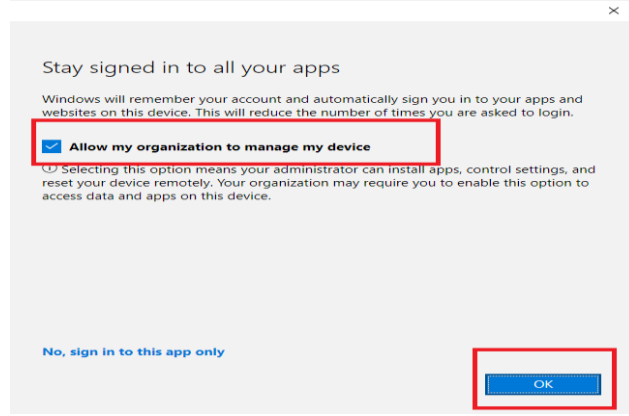 Stay signed in to all your apps
Windows will remember your account and automatically sign you in to your apps and
websites on this device. This will reduce the number of times you are asked to login.
Allow my organization to manage my device
Selecting this option means your administrator can install apps, control settings, and
reset your device remotely. Your organization may require you to enable this option to
access data and apps on this device.
No, sign in to this app only
OK